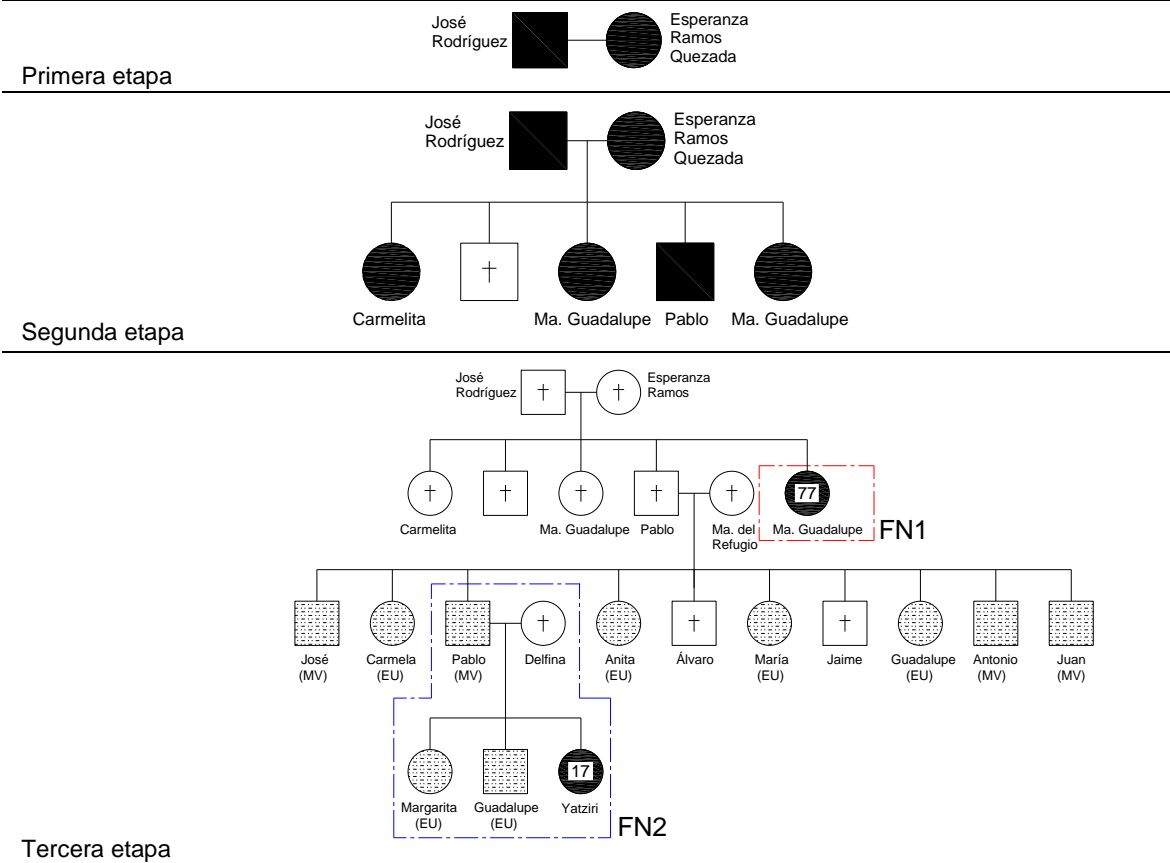 José
Rodríguez
Esperanza
Ramos
Quezada
Primera etapa
José
Rodríguez
Esperanza
Ramos
Quezada
Carmelita
Ma. Guadalupe
Pablo
Ma. Guadalupe
Segunda etapa
José
Rodríguez
Esperanza
Ramos
77
Carmelita
Ma. Guadalupe
Pablo
Ma. del
Refugio
Ma. Guadalupe
FN1
José
(MV)
Carmela
(EU)
Pablo
(MV)
Delfina
Anita
(EU)
Álvaro
María
(EU)
Jaime
Guadalupe
(EU)
Antonio
(MV)
Juan
(MV)
17
Margarita
(EU)
Guadalupe
(EU)
Yatziri
FN2
Tercera etapa